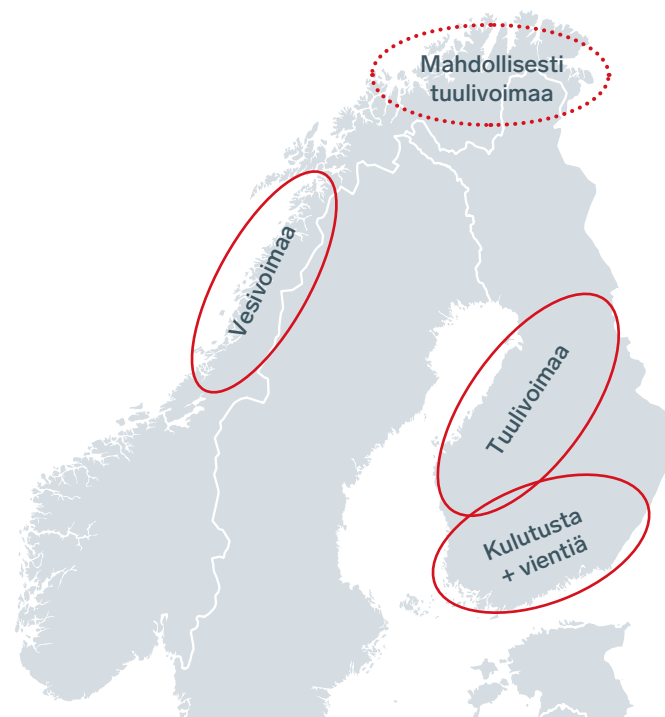 Mahdollisesti
tuulivoimaa
Vesivoimaa
Tuulivoimaa
Kulutusta
+ vientiä